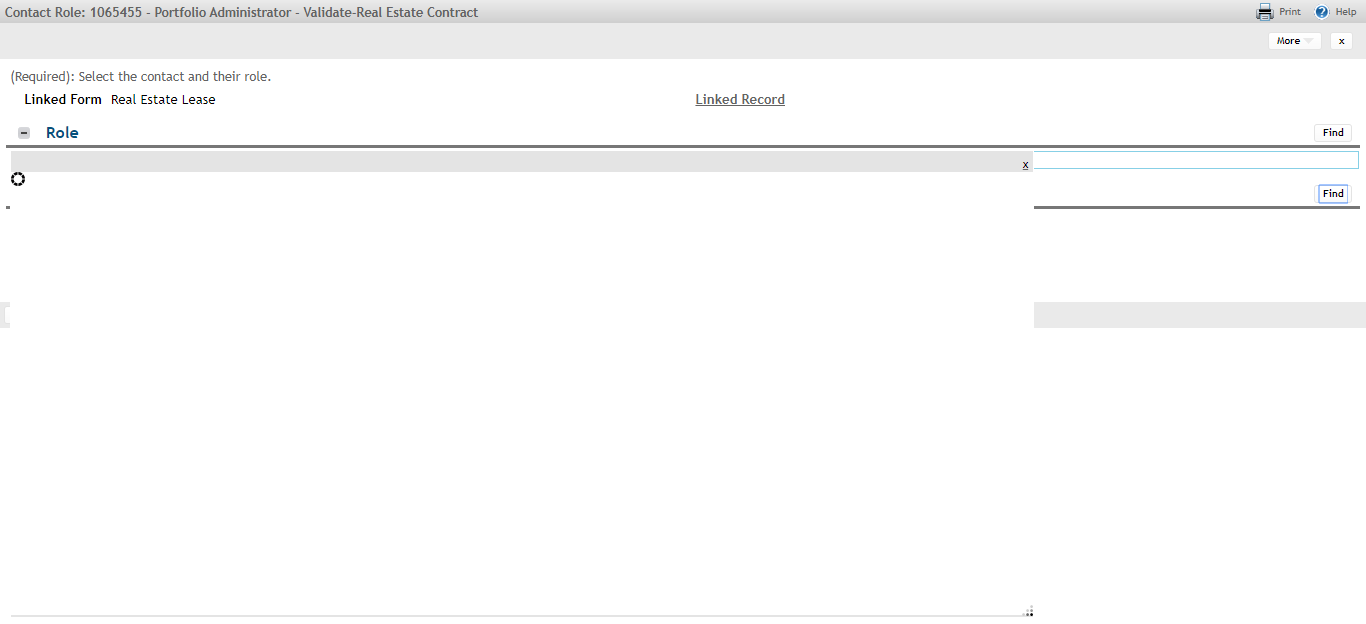 Contact Role: 1065455 - Portfolio Administrator - Validate-Real Estate Contract
Print
Help
More
x
(Required): Select the contact and their role.
Linked Form Real Estate Lease
Linked Record
Role
Find
x
Find